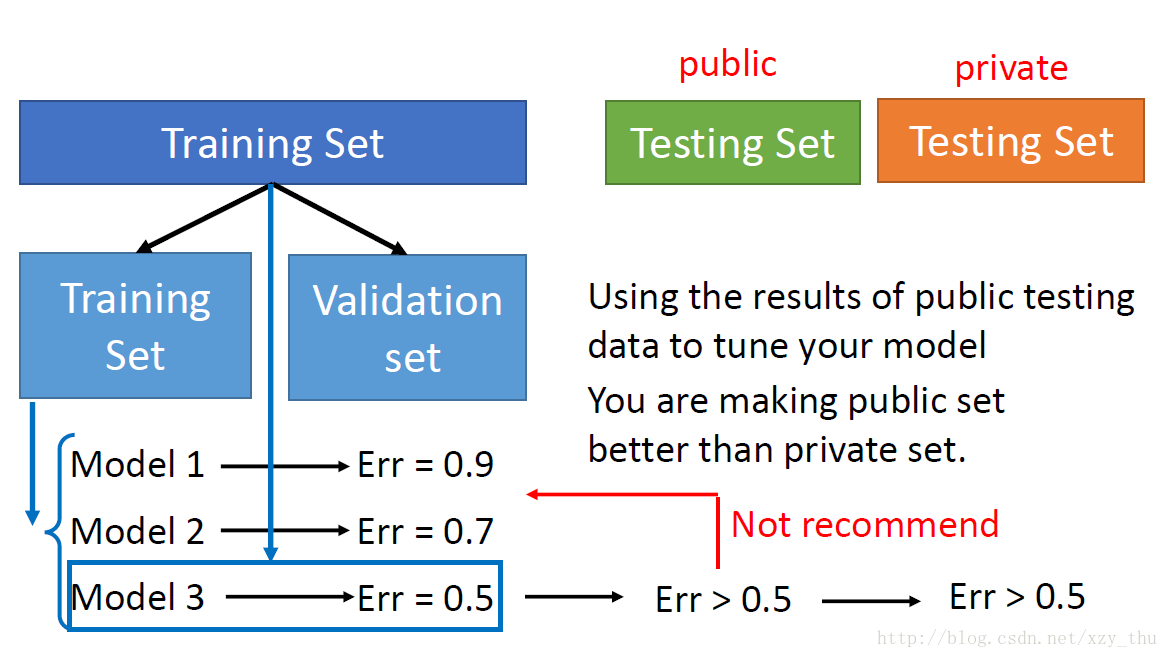 public
private
Training Set
Testing Set
Testing Set
Training
Set
Validation
set
Using the results of public testing
data to tune your model
You are making public set
better than private set.
Model 1
Err = 0.9
Model 2
Err = 0.7
Not recommend
Model 3
Err = 0.5
Err > 0.5
Err > 0.5
http://blog.csdn.net/xzy_thu